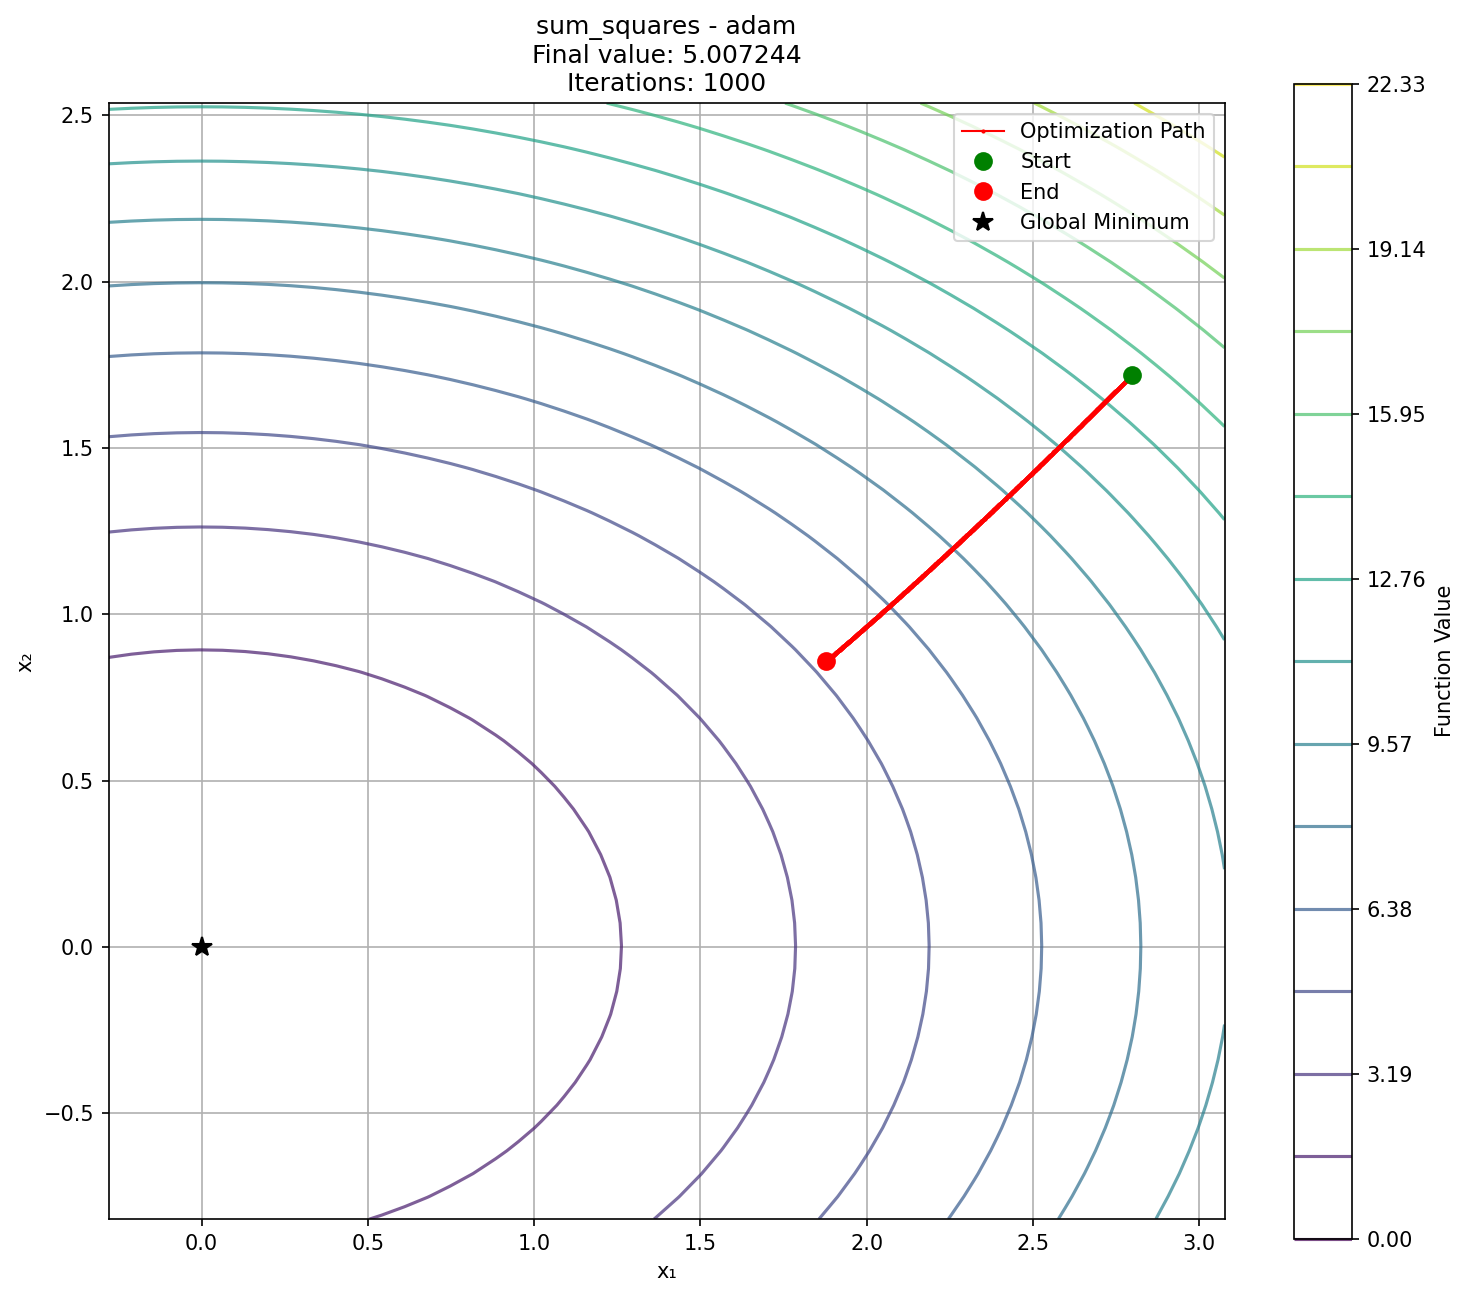 sum_squares - adam
Final value: 5.007244
Iterations: 1000
Optimization Path
Start
End
Global Minimum
2.5
2.0
1.5
1.0
0.5
0.0
−0.5
x₂
0.0
0.5
1.0
1.5
2.0
2.5
3.0
x₁
22.33
19.14
15.95
12.76
9.57
6.38
3.19
0.00
Function Value